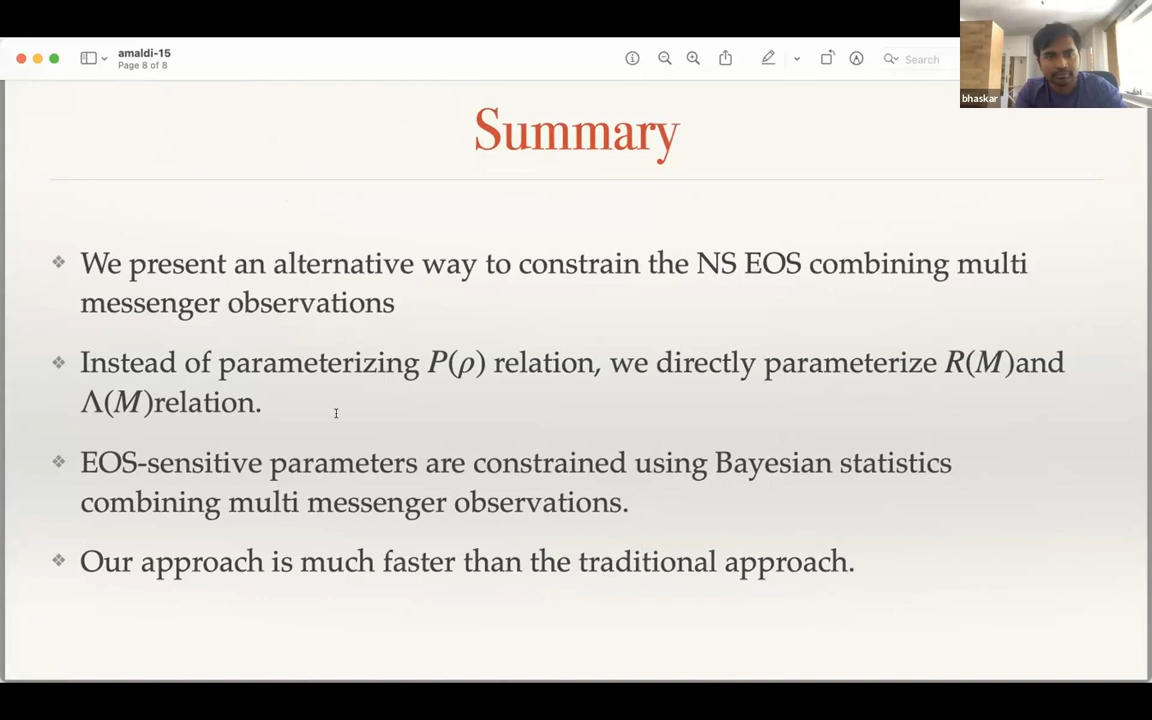 amaldi-15
Page 8 of 8
Search
bhaskar
Summary
We present an alternative way to constrain the NS EOS combining multi
messenger observations
Instead of parameterizing P(ρ) relation, we directly parameterize R(M)and
Λ(M)relation.
EOS-sensitive parameters are constrained using Bayesian statistics
combining multi messenger observations.
Our approach is much faster than the traditional approach.